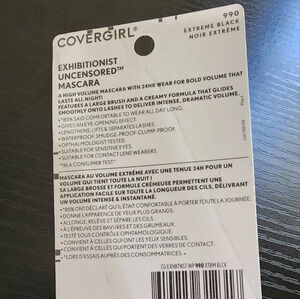 990
EXTREME BLACK
NOIR EXTRÊME
COVERGIRL®
EXHIBITIONIST
UNCENSORED™
MASCARA
A HIGH VOLUME MASCARA WITH 24HR WEAR FOR BOLD VOLUME THAT
LASTS ALL NIGHT!
FEATURES A LARGE BRUSH AND A CREAMY FORMULA THAT GLIDES
SMOOTHLY ONTO LASHES TO DELIVER INTENSE, DRAMATIC VOLUME.
• *85% SAID COMFORTABLE TO WEAR ALL DAY LONG.
• GIVES AN EYE-OPENING EFFECT
• LENGTHENS, LIFTS & SEPARATES LASHES.
• WATERPROOF.SMUDGE-PROOF. CLUMP-PROOF.
• OPTHALMOLOGIST TESTED.
• SUITABLE FOR SENSITIVE EYES.
• SUITABLE FOR CONTACT LENS WEARERS.
*IN A CONSUMER TEST.
MASCARA AU VOLUME EXTRÊME AVEC UNE TENUE 24H POUR UN
VOLUME QUI TIENT TOUTE LA NUIT !
SA LARGE BROSSE ET FORMULE CRÉMEUSE PERMETTENT UNE
APPLICATION FACILE SUR TOUTE LA LONGUEUR DES CILS, DÉLIVRANT
UN VOLUME INTENSE & INSTANTANÉ.
• *85% ONT DÉCLARÉ QU'IL ÉTAIT CONFORTABLE À PORTER TOUTE LA JOURNÉE.
• DONNE L'APPARENCE DE YEUX PLUS GRANDS.
• ALLONGE, RELÈVE ET SÉPARE LES CILS.
• À L'ÉPREUVE DES BAVURES ET DES GRUMEAUX.
• TESTÉ SOUS CONTRÔLE OPHTAMOLOGIQUE.
• CONVIENT À CELLES QUI ONT LES YEUX SENSIBLES.
• CONVIENT À CELLES QUI PORTENT DES VERRES DE CONTACT.
*LORS D'ESSAIS AUPRÈS DES CONSOMMATRICES.
CG EXHBTNST WP 990 XTRM BLCK